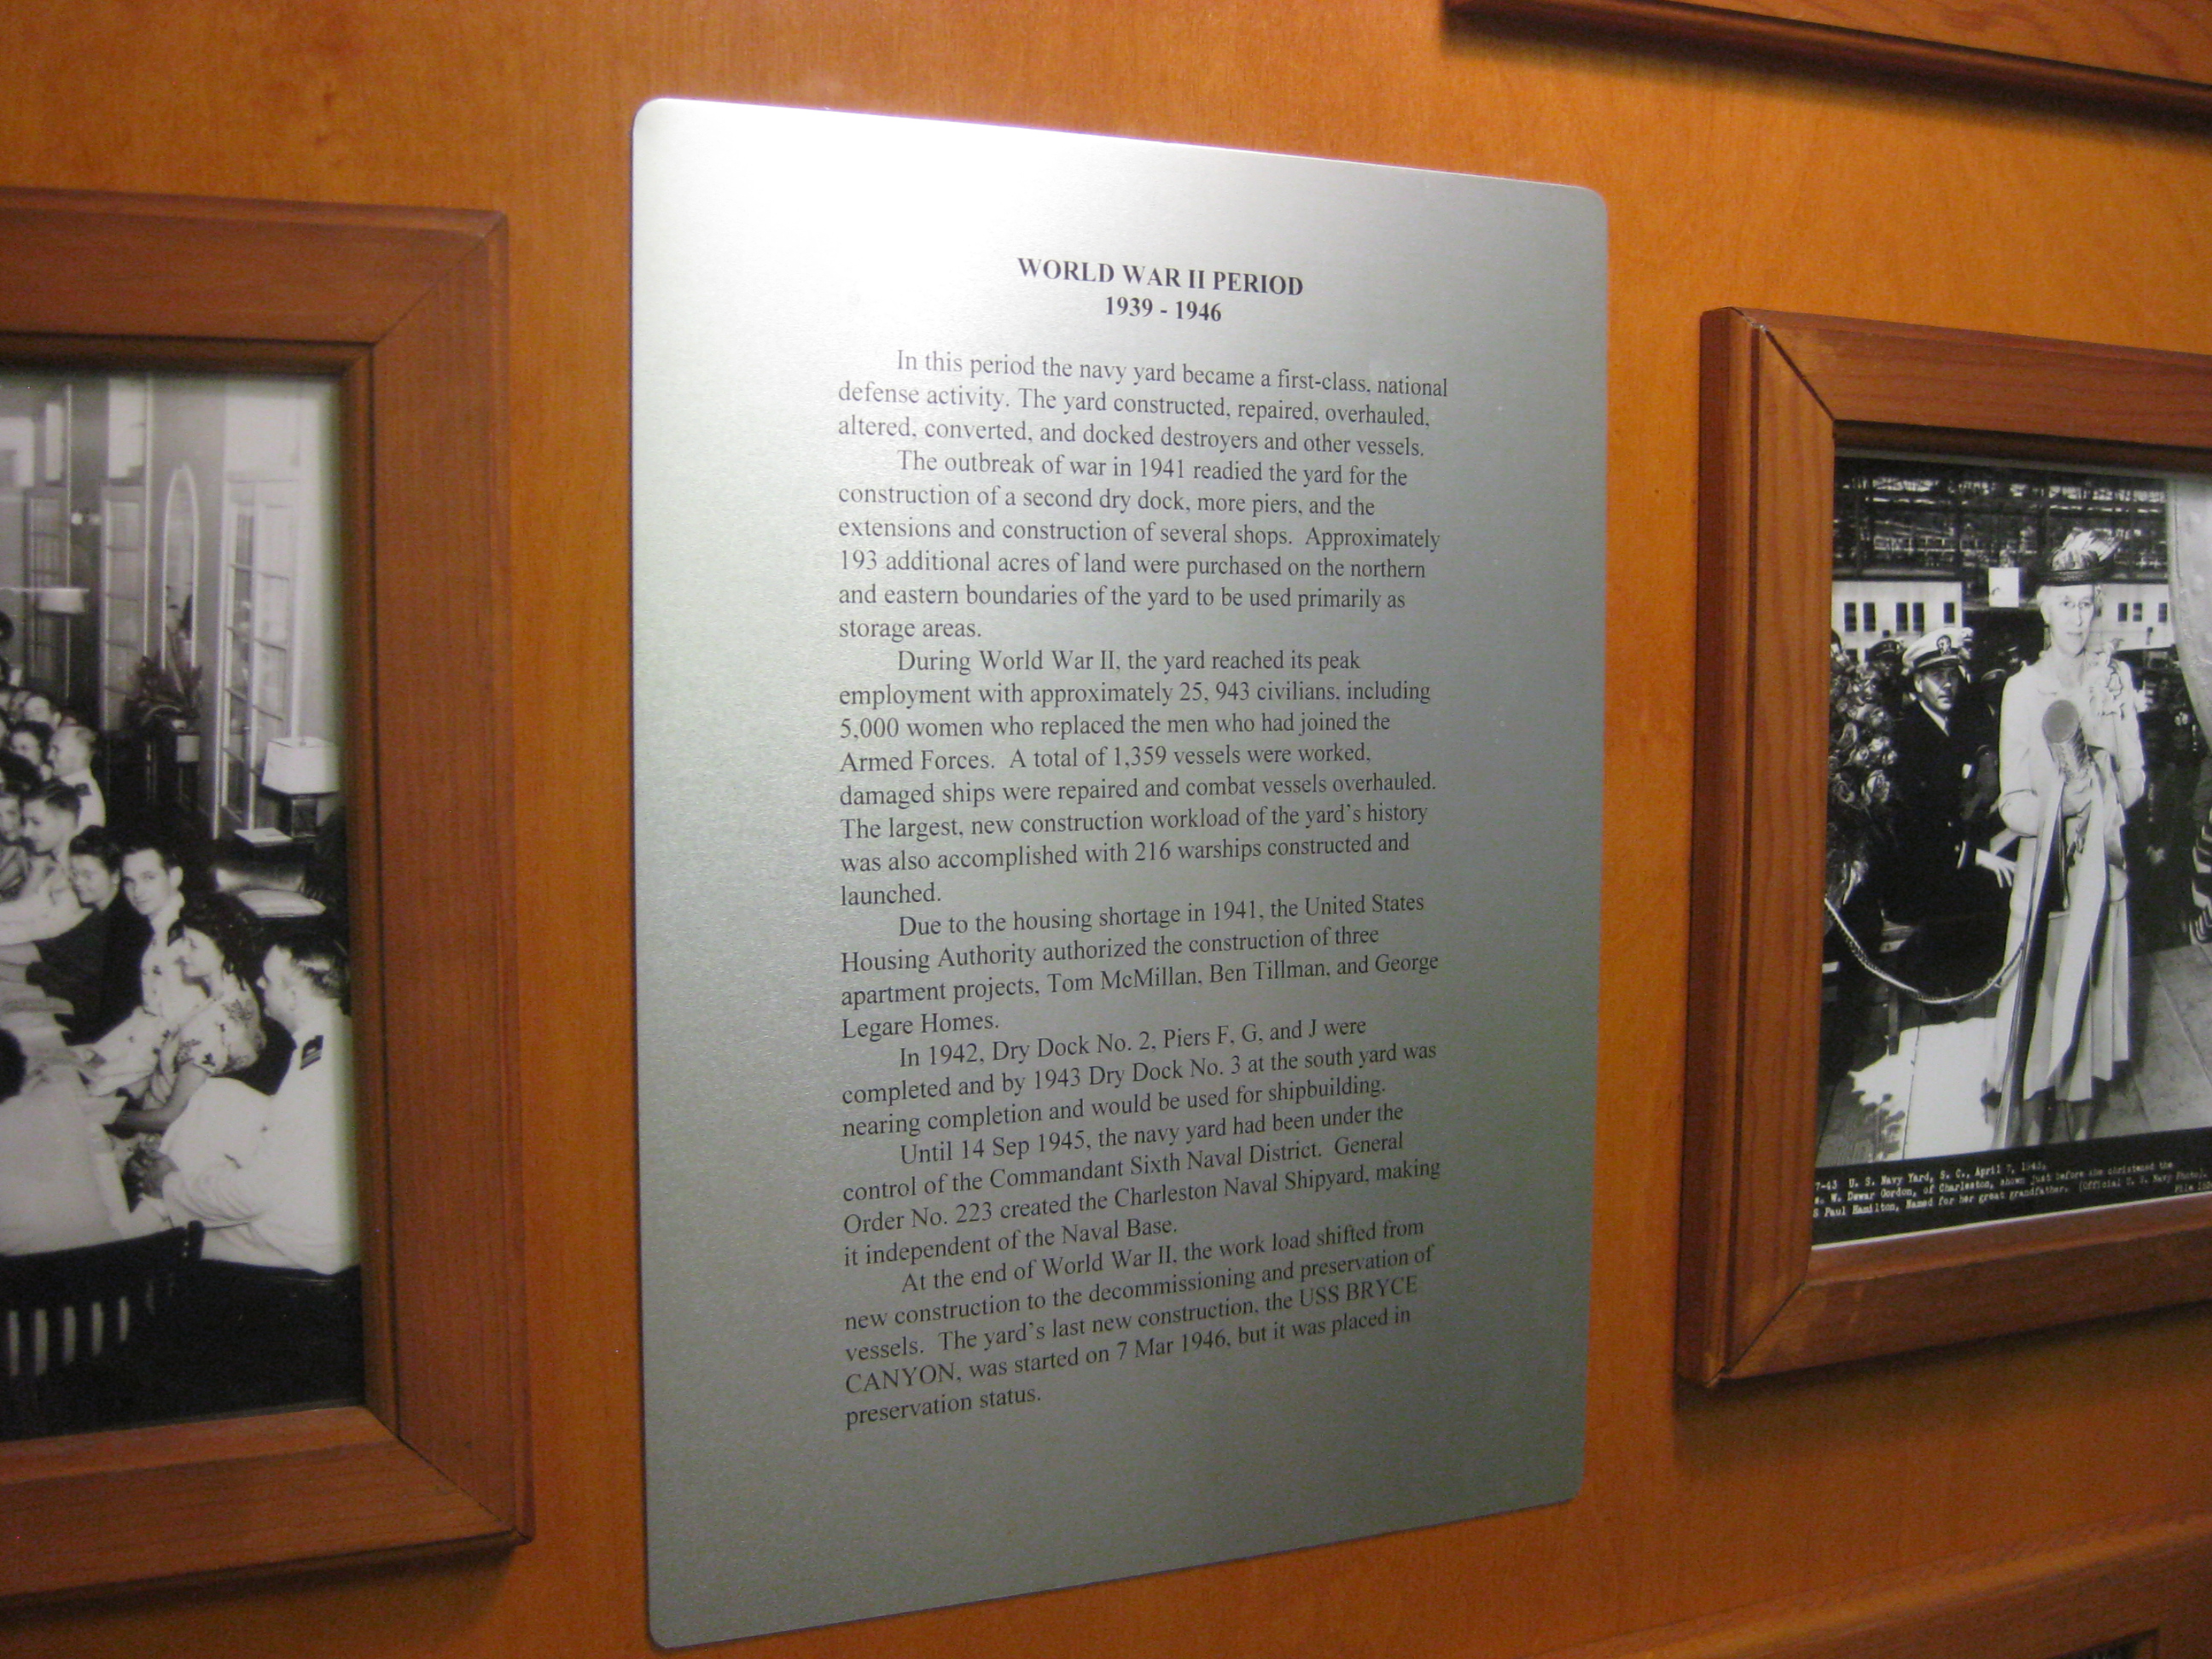 WORLD WAR II PERIOD
1939 - 1946
In this period the navy yard became a first-class, national
defense activity. The yard constructed, repaired, overhauled,
altered, converted, and docked destroyers and other vessels.
The outbreak of war in 1941 readied the yard for the
construction of a second dry dock, more piers, and the
extensions and construction of several shops. Approximately
193 additional acres of land were purchased on the northern
and eastern boundaries of the yard to be used primarily as
storage areas.
During World War II, the yard reached its peak
employment with approximately 25, 943 civilians, including
5,000 women who replaced the men who had joined the
Armed Forces. A total of 1,359 vessels were worked,
damaged ships were repaired and combat vessels overhauled.
The largest, new construction workload of the yard's history
was also accomplished with 216 warships constructed and
launched.
Due to the housing shortage in 1941, the United States
Housing Authority authorized the construction of three
apartment projects, Tom McMillan, Ben Tillman, and George
Legare Homes.
In 1942, Dry Dock No. 2, Piers F, G, and J were
completed and by 1943 Dry Dock No. 3 at the south yard was
nearing completion and would be used for shipbuilding.
Until 14 Sep 1945, the navy yard had been under the
control of the Commandant Sixth Naval District. General
Order No. 223 created the Charleston Naval Shipyard, making
it independent of the Naval Base.
At the end of World War II, the work load shifted from
new construction to the decommissioning and preservation of
vessels. The yard's last new construction, the USS BRYCE
CANYON, was started on 7 Mar 1946, but it was placed in
preservation status.
7-43 U. S. Navy Yard, S. C., April 7, 1943.
W. Dewar Gordon, of Charleston, shown just before she christened the
S Paul Hamilton, Named for her great grandfather. (Official U. S. Navy Photo).
File